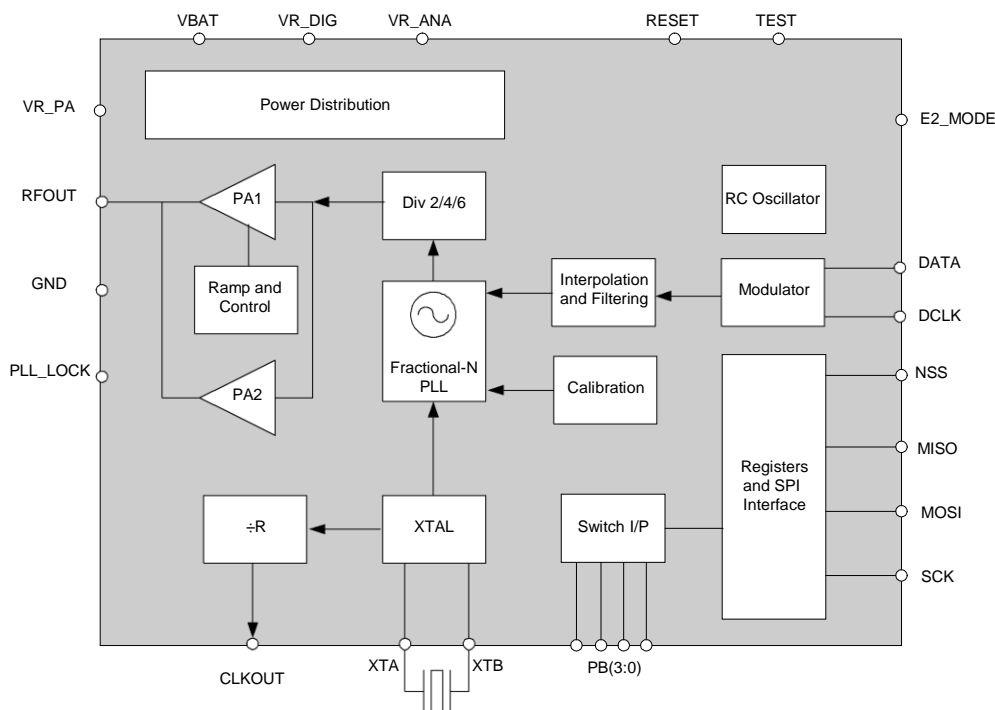 VBAT
VR_DIG
VR_ANA
RESET
TEST
VR_PA
Power Distribution
E2_MODE
RFOUT
PA1
Div 2/4/6
RC Oscillator
GND
Ramp and
Control
Interpolation
and Filtering
Modulator
DATA
DCLK
Fractional-N
PLL
PLL_LOCK
PA2
Calibration
NSS
MISO
Registers
and SPI
Interface
MOSI
÷R
XTAL
Switch I/P
SCK
CLKOUT
XTA
XTB
PB(3:0)